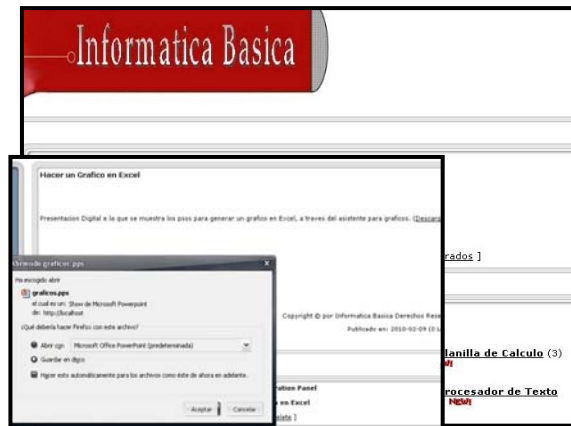 Informatica Basica
Hacer un Grafico en Excel
Presentacion Digital e la que se muestra los psos para generar un grafico en Excel, a traves del asistente para graficos. (Descarg
rados ]
Abriendo graficos.pps
Ha escogido abrir
graficos.pps
el cual es un: Show de Microsoft Powerpoint
de: http://localhost
¿Qué debería hacer Firefox con este archivo?
Abrir con Microsoft Office PowerPoint (predeterminada)
Guardar en disco
Hacer esto automáticamente para los archivos como éste de ahora en adelante.
Aceptar Cancelar
Copyright © por Informatica Basica Derechos Rese
Publicado en: 2010-02-09
lanilla de Calculo (3)
W!
ration Panel
o en Excel
elete ]
rocesador de Texto
NEW!